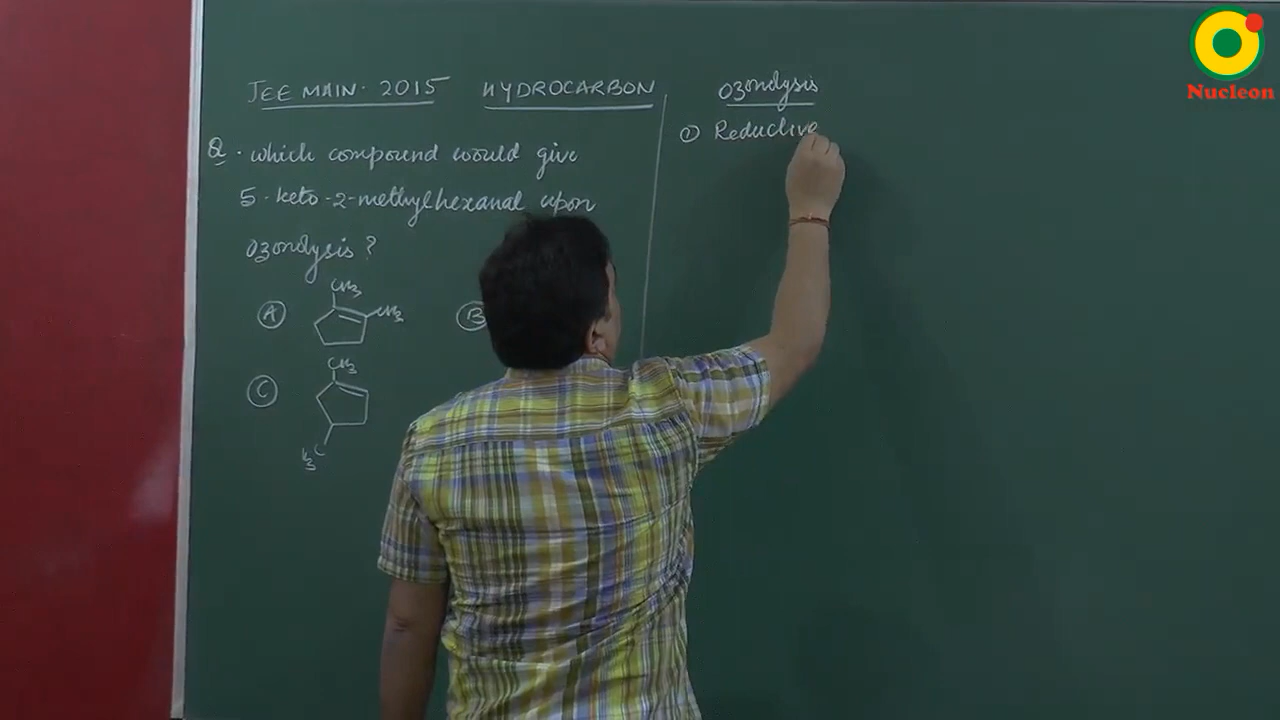 JEE MAIN. 2015 HYDROCARBON
Q. which compound would give
5-keto-2-methylhexanal upon
ozonolysis?
A
CH3
CH3
B
C
CH3
H3C
Ozonolysis
① Reductive
Nucleon